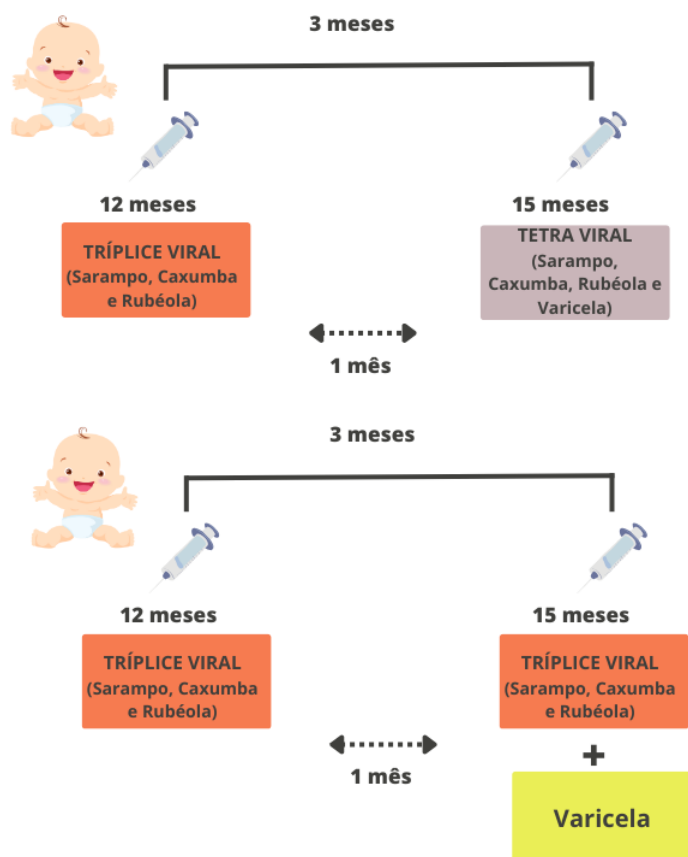 3 meses
12 meses
15 meses
TRÍPLICE VIRAL
(Sarampo, Caxumba
e Rubéola)
TETRA VIRAL
(Sarampo,
Caxumba, Rubéola e
Varicela)
1 mês
3 meses
12 meses
15 meses
TRÍPLICE VIRAL
(Sarampo, Caxumba
e Rubéola)
TRÍPLICE VIRAL
(Sarampo, Caxumba
e Rubéola)
1 mês
+
Varicela